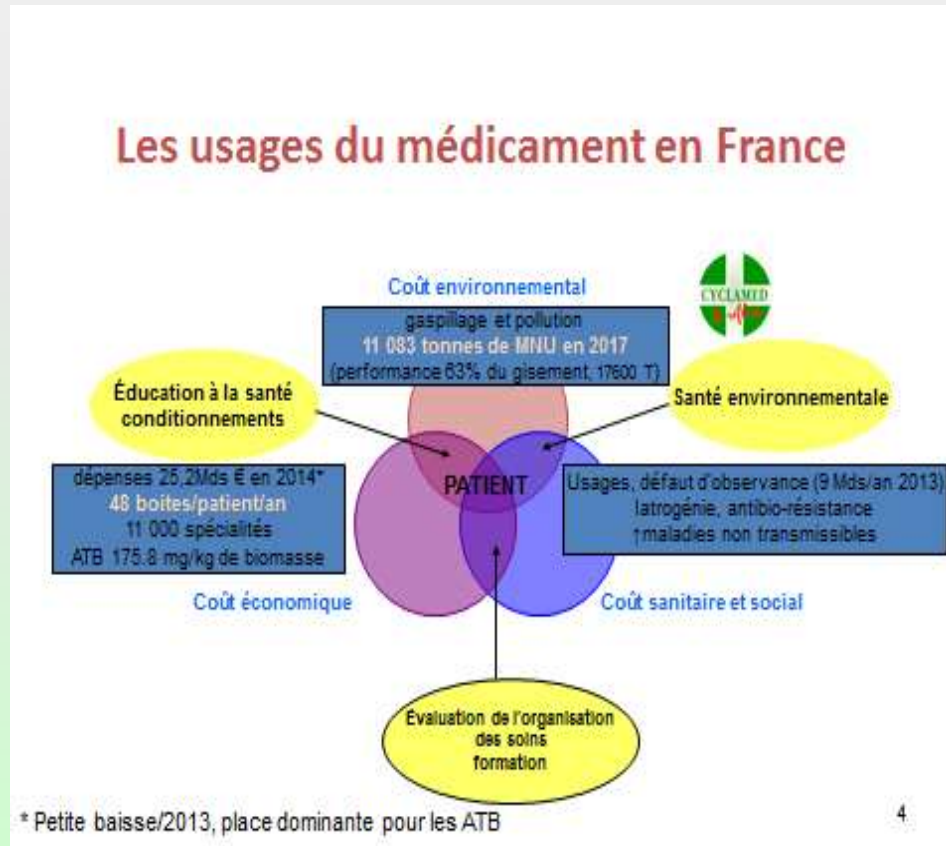 Les usages du médicament en France
Coût environnemental
CYCLAMED
gaspillage et pollution
11 083 tonnes de MNU en 2017
(performance 63% du gisement, 17600 T)
Éducation à la santé
conditionnements
Santé environnementale
dépenses 25,2Mds € en 2014*
48 boites/patient/an
11 000 spécialités
ATB 175.8 mg/kg de biomasse
PATIENT
Usages, défaut d'observance (9 Mds/an 2013)
Iatrogénie, antibio-résistance
↑maladies non transmissibles
Coût économique
Coût sanitaire et social
Évaluation de l'organisation
des soins
formation
* Petite baisse/2013, place dominante pour les ATB
4